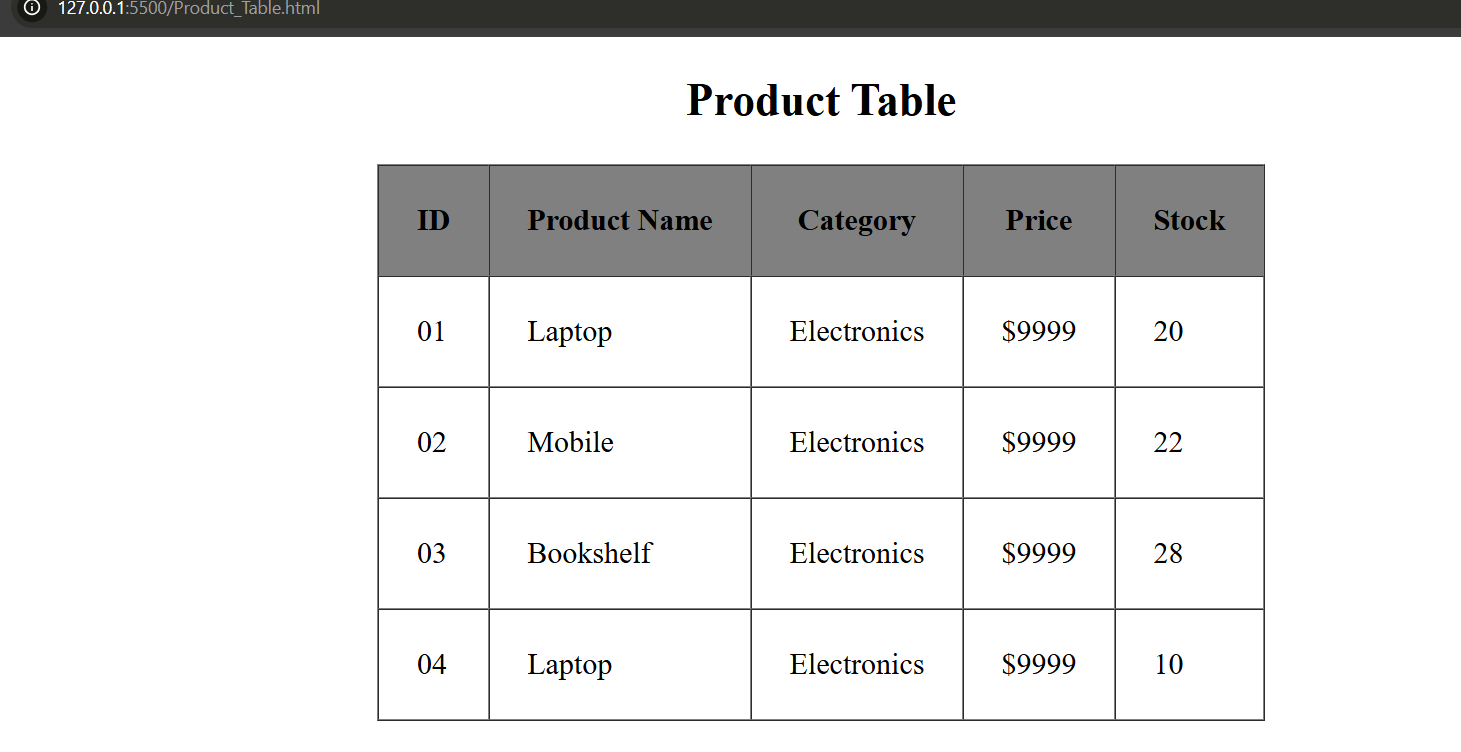 127.0.0.1:5500/Product_Table.html
Product Table
ID Product Name Category Price Stock
01 Laptop Electronics $9999 20
02 Mobile Electronics $9999 22
03 Bookshelf Electronics $9999 28
04 Laptop Electronics $9999 10